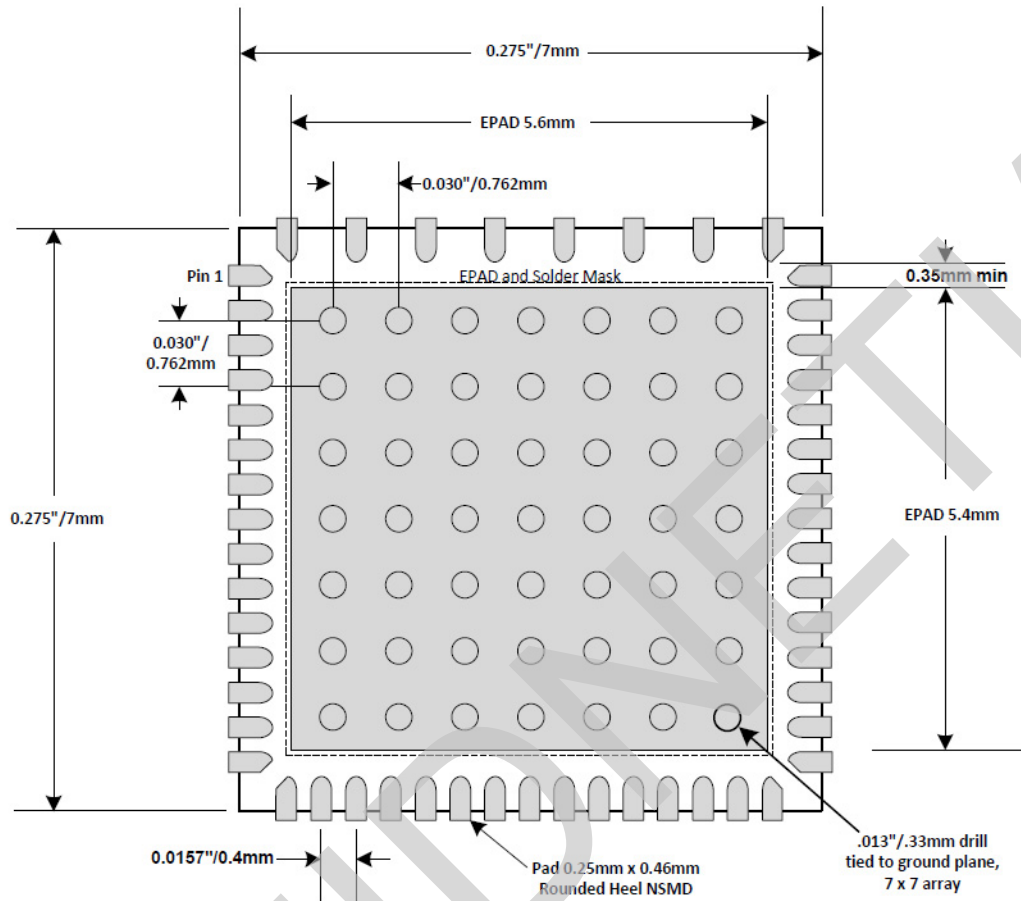 0.275"/7mm
EPAD 5.6mm
0.030"/0.762mm
Pin 1
EPAD and Solder Mask
0.35mm min
0.030"/
0.762mm
0.275"/7mm
EPAD 5.4mm
0.0157"/0.4mm
Pad 0.25mm x 0.46mm
Rounded Heel NSMD
.013"/.33mm drill
tied to ground plane,
7 x 7 array